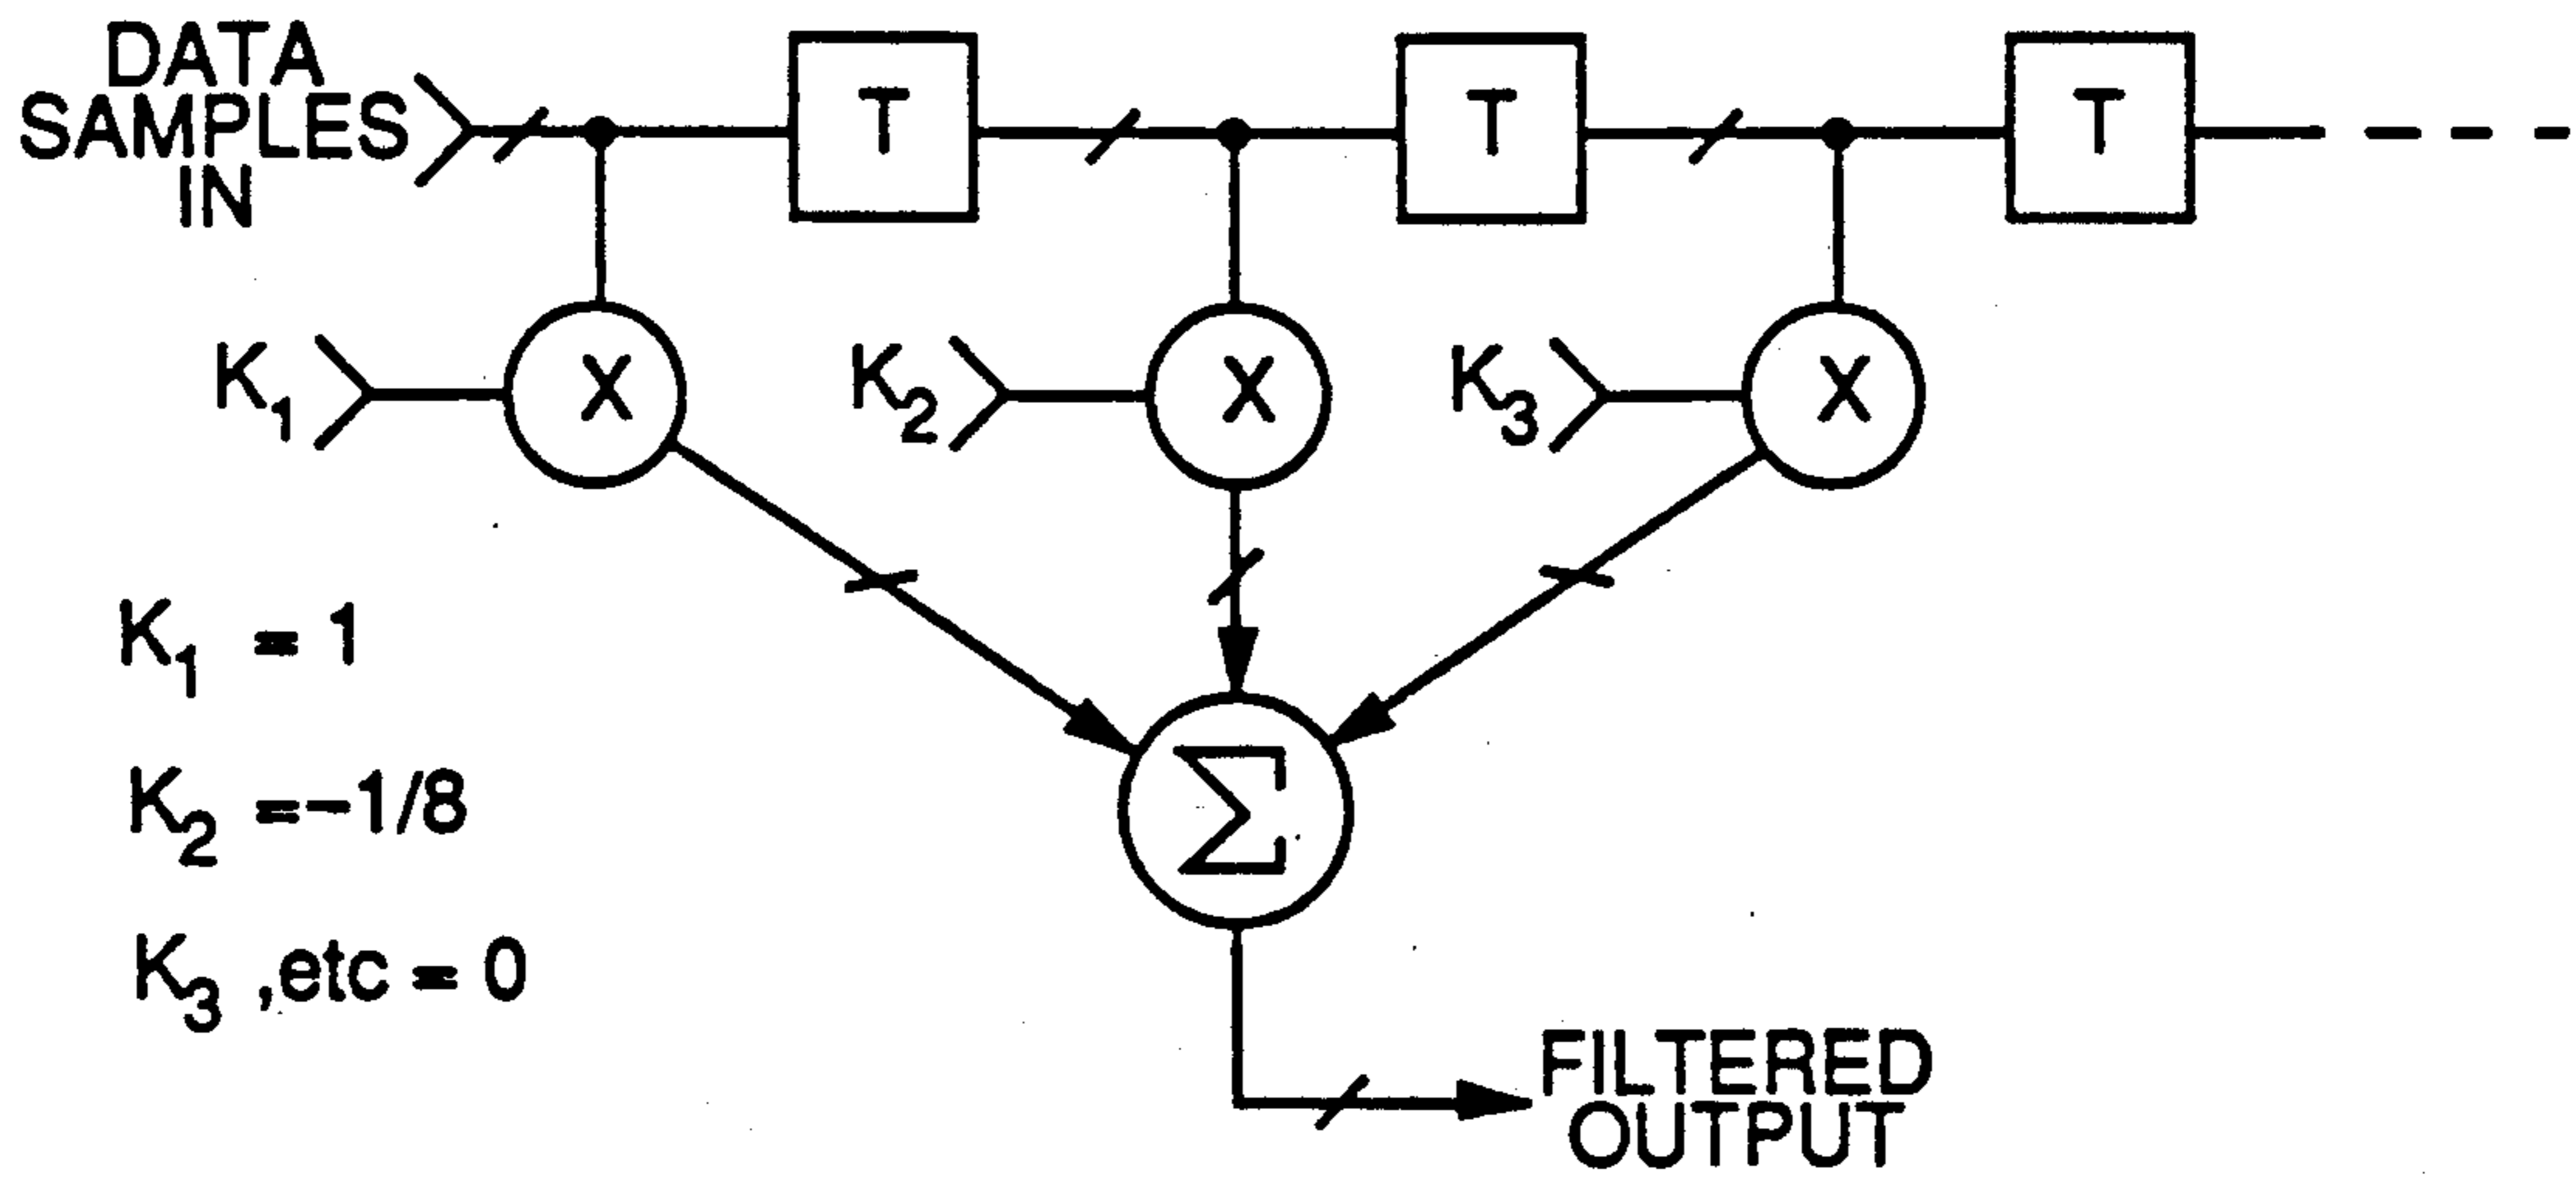 DATA
SAMPLES
IN
T
T
T
K1
X
K2
X
K3
X
K1 = 1
K2 =-1/8
K3 ,etc = 0
Σ
FILTERED
OUTPUT